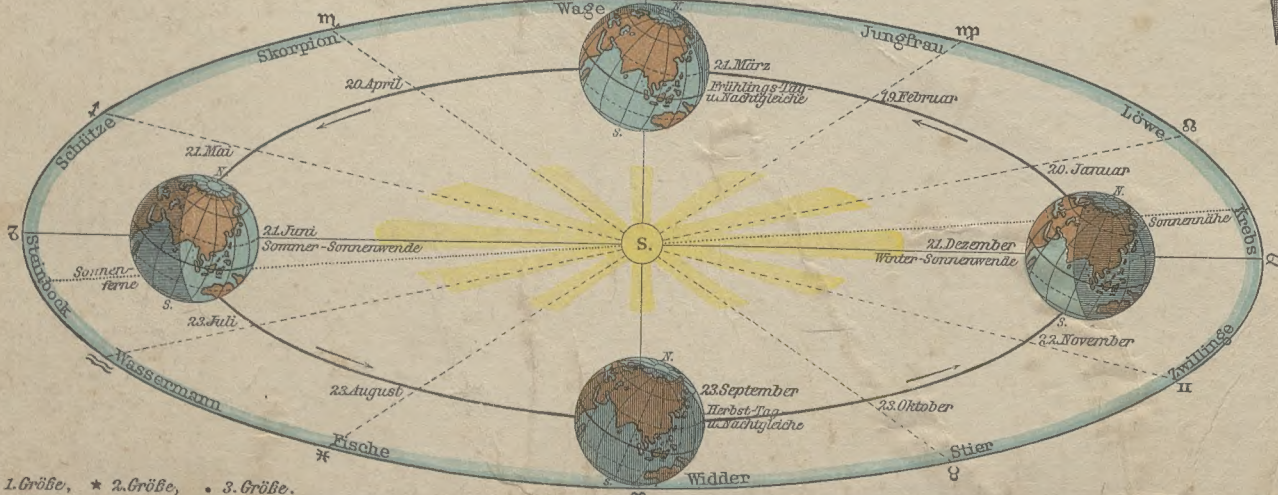 Wage
N.
♏
Skorpion
Jungfrau
♍
21. März
Frühlings-Tag-
u. Nachtgleiche
S.
20. April
19. Februar
Schütze
Löwe
♌
21. Mai
20. Januar
N.
N.
21. Juni
Sommer-Sonnenwende
S.
21. Dezember
Winter-Sonnenwende
Sonnennähe
Krebs
Steinbock
Sonnen-
ferne
S.
S.
23. Juli
22. November
Zwillinge
II
Wassermann
23. August
N.
23. September
Herbst-Tag-
u. Nachtgleiche
23. Oktober
Fische
♓
Stier
♉
S.
Widder
1. Größe, ★ 2. Größe, • 3. Größe.